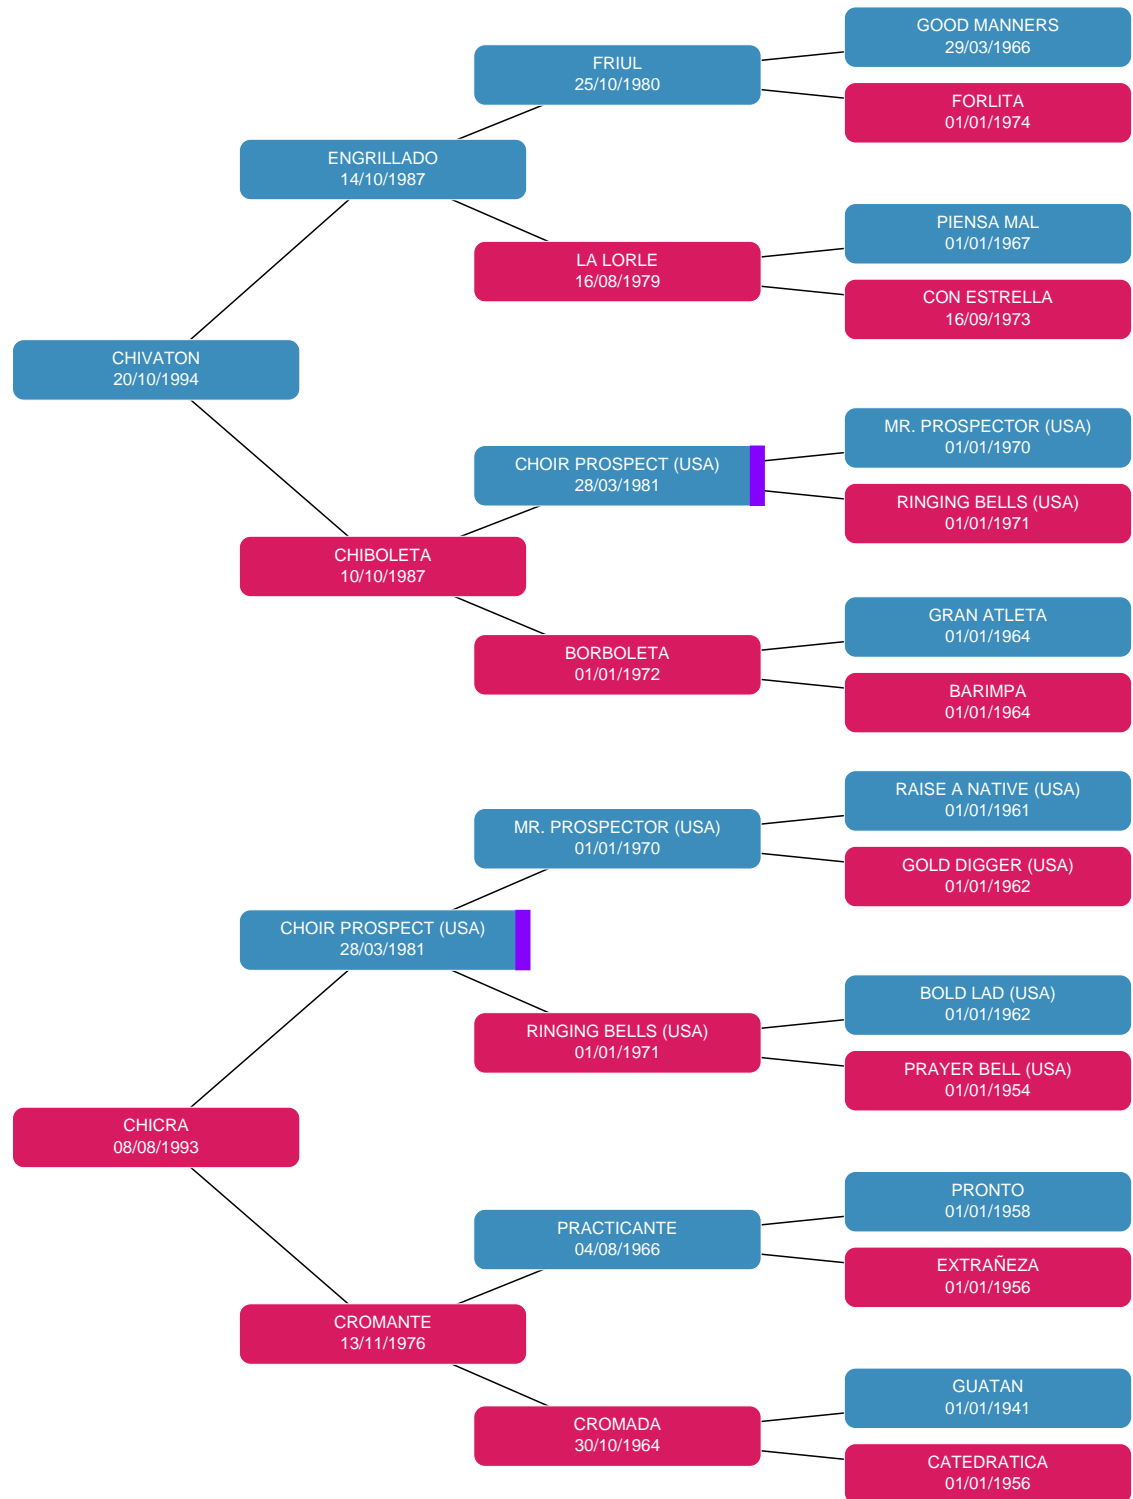 GOOD MANNERS
29/03/1966
FRIUL
25/10/1980
FORLITA
01/01/1974
ENGRILLADO
14/10/1987
PIENSA MAL
01/01/1967
LA LORLE
16/08/1979
CON ESTRELLA
16/09/1973
CHIVATON
20/10/1994
MR. PROSPECTOR (USA)
01/01/1970
CHOIR PROSPECT (USA)
28/03/1981
RINGING BELLS (USA)
01/01/1971
CHIBOLETA
10/10/1987
GRAN ATLETA
01/01/1964
BORBOLETA
01/01/1972
BARIMPA
01/01/1964
RAISE A NATIVE (USA)
01/01/1961
MR. PROSPECTOR (USA)
01/01/1970
GOLD DIGGER (USA)
01/01/1962
CHOIR PROSPECT (USA)
28/03/1981
BOLD LAD (USA)
01/01/1962
RINGING BELLS (USA)
01/01/1971
PRAYER BELL (USA)
01/01/1954
CHICRA
08/08/1993
PRONTO
01/01/1958
PRACTICANTE
04/08/1966
EXTRAÑEZA
01/01/1956
CROMANTE
13/11/1976
GUATAN
01/01/1941
CROMADA
30/10/1964
CATEDRATICA
01/01/1956